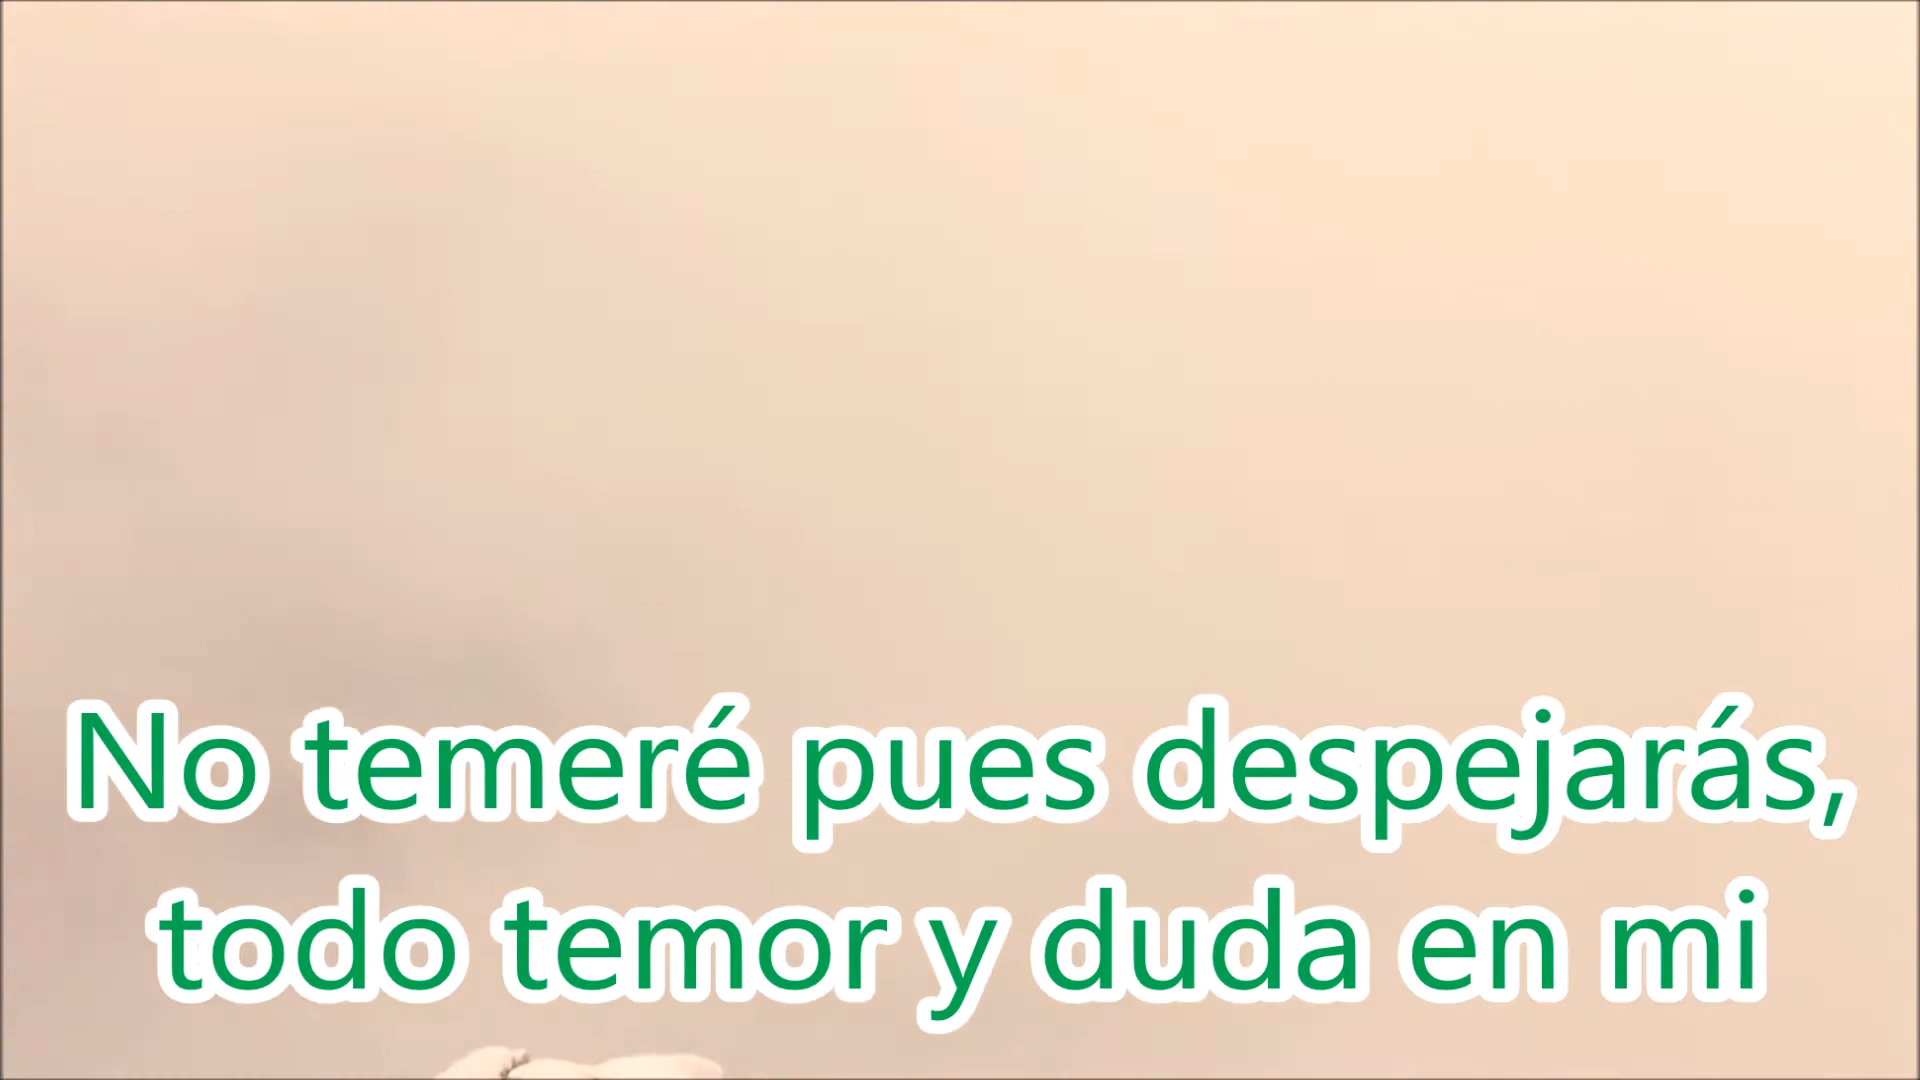 No temeré pues despejarás,
todo temor y duda en mi